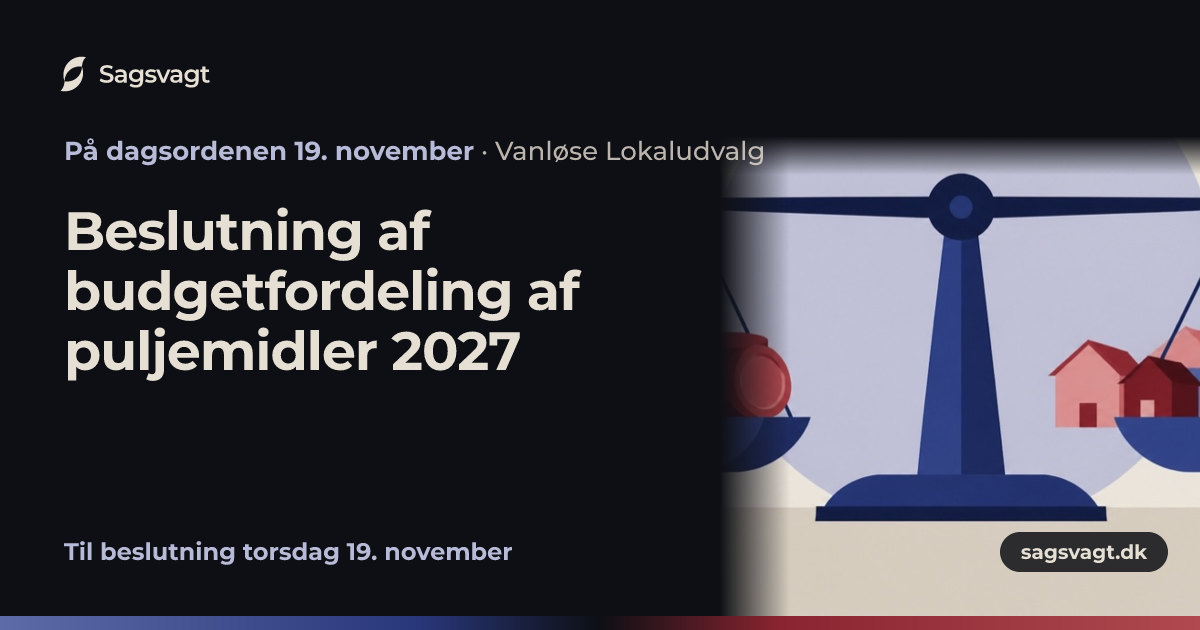 Sagsvagt
På dagsordenen 19. november · Vanløse Lokaludvalg
Beslutning af
budgetfordeling af
puljemidler 2027
Til beslutning torsdag 19. november
sagsvagt.dk